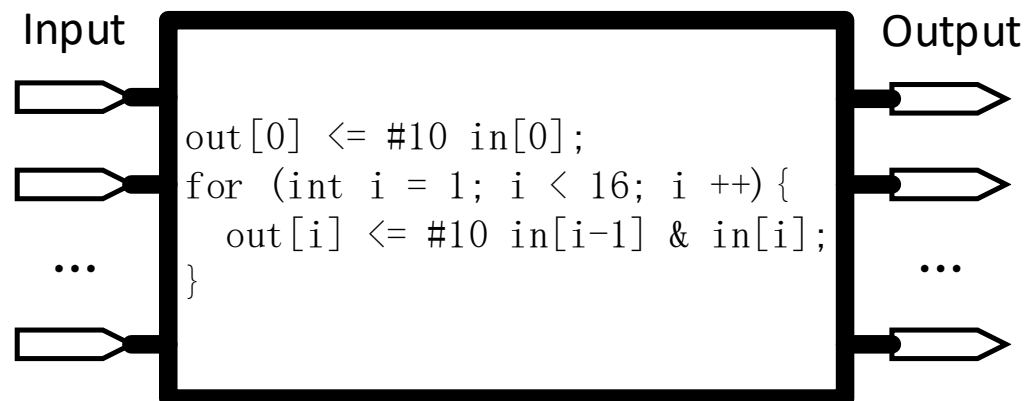 Input
Output
out[0] <= #10 in[0];
for (int i = 1; i < 16; i ++){
  out[i] <= #10 in[i-1] & in[i];
}
...
...